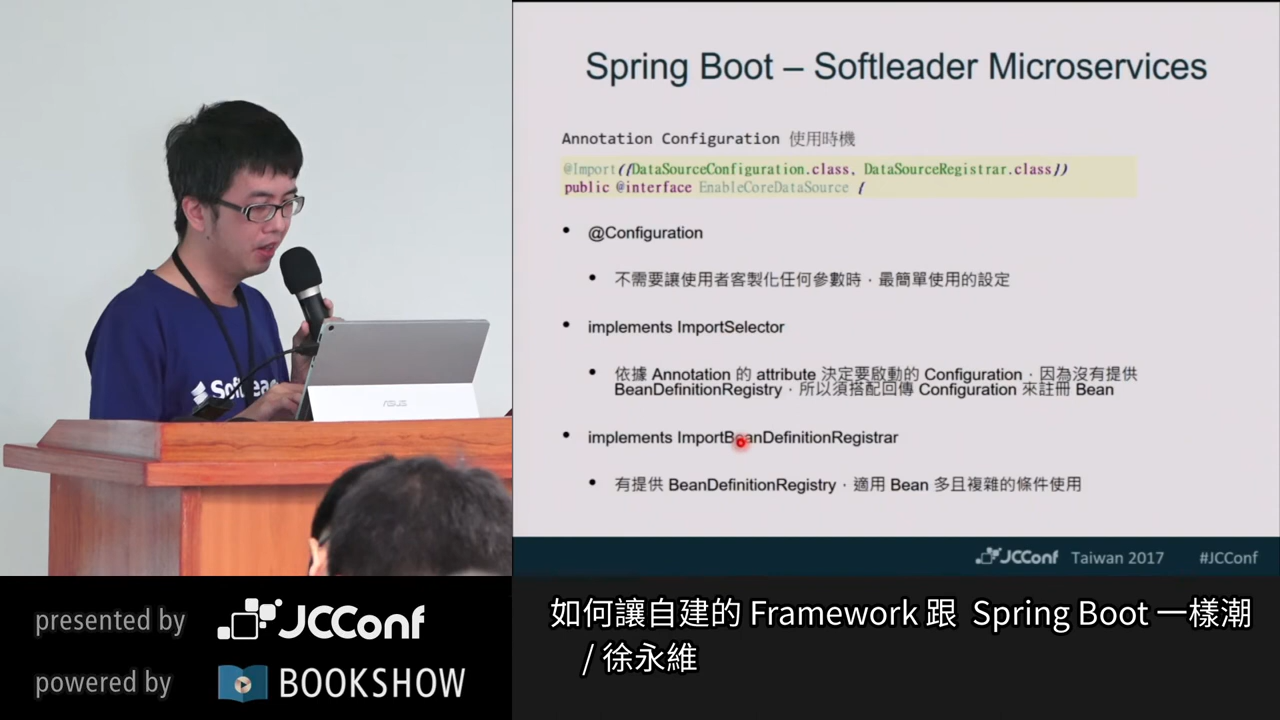 Spring Boot – Softleader Microservices
Annotation Configuration 使用時機
@Import({DataSourceConfiguration.class, DataSourceRegistrar.class})
public @interface EnableCoreDataSource {
• @Configuration
• 不需要讓使用者客製化任何參數時，最簡單使用的設定
• implements ImportSelector
• 依據 Annotation 的 attribute 決定要啟動的 Configuration，因為沒有提供
BeanDefinitionRegistry，所以須搭配回傳 Configuration 來註冊 Bean
• implements ImportBeanDefinitionRegistrar
• 有提供 BeanDefinitionRegistry，適用 Bean 多且複雜的條件使用
JCConf Taiwan 2017 #JCConf
Softlea
ASUS
presented by JCConf
powered by BOOKSHOW
如何讓自建的 Framework 跟 Spring Boot 一樣潮
/ 徐永維